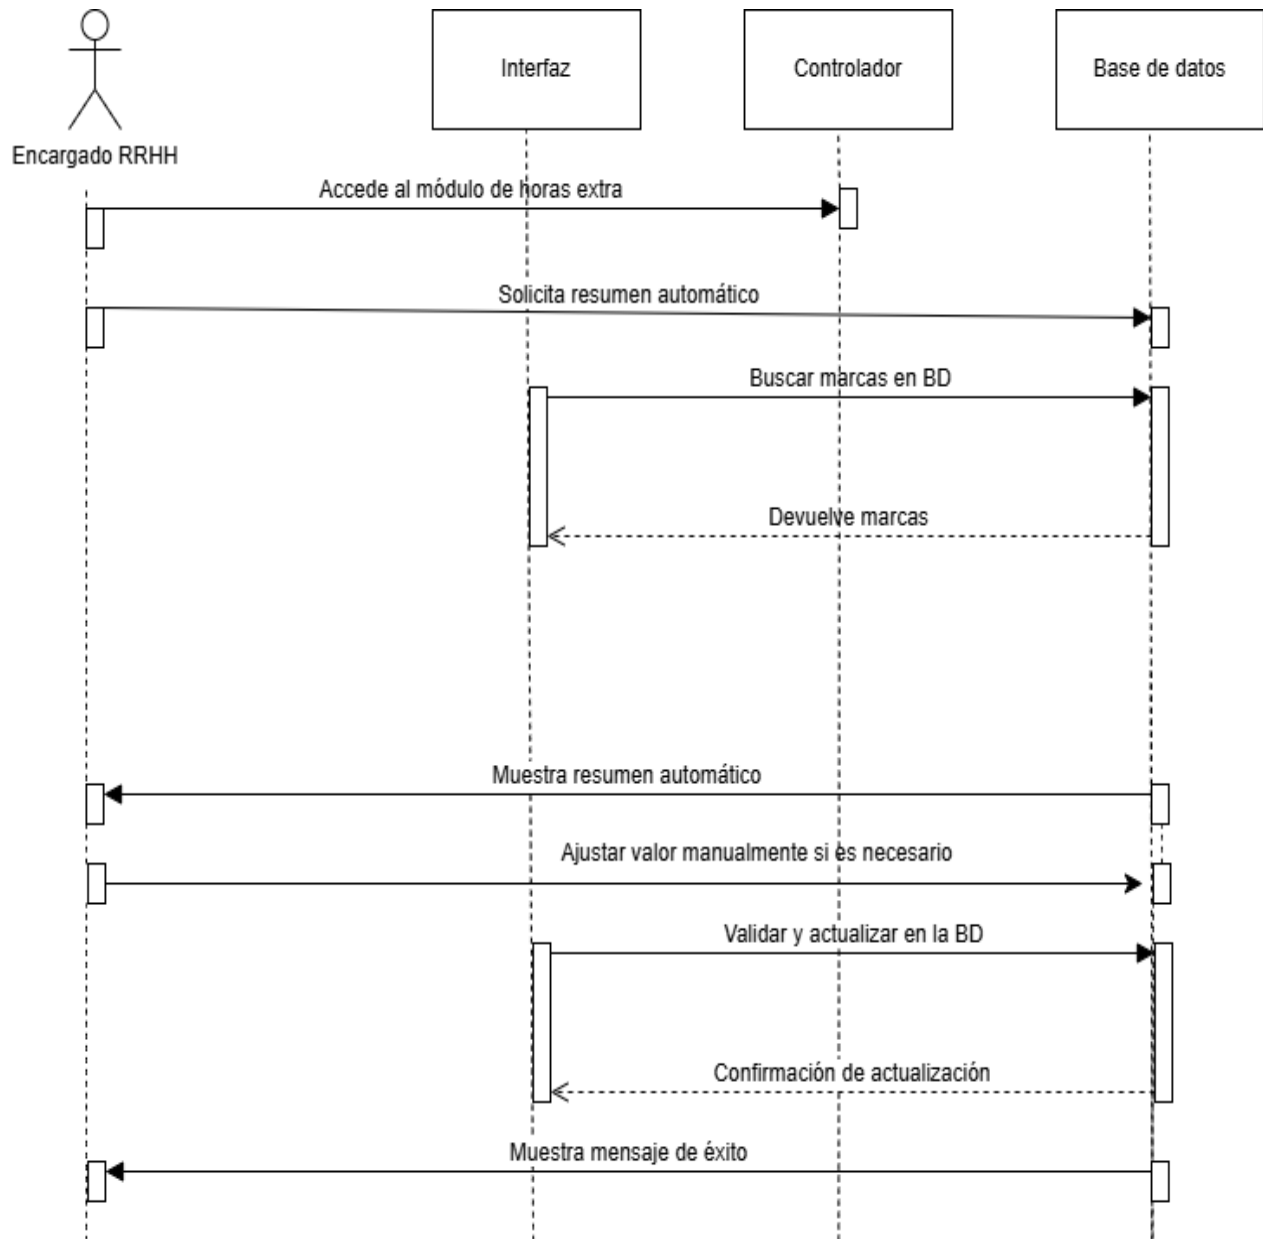 Interfaz
Controlador
Base de datos
Encargado RRHH
Accede al módulo de horas extra
Solicita resumen automático
Buscar marcas en BD
Devuelve marcas
Muestra resumen automático
Ajustar valor manualmente si es necesario
Validar y actualizar en la BD
Confirmación de actualización
Muestra mensaje de éxito